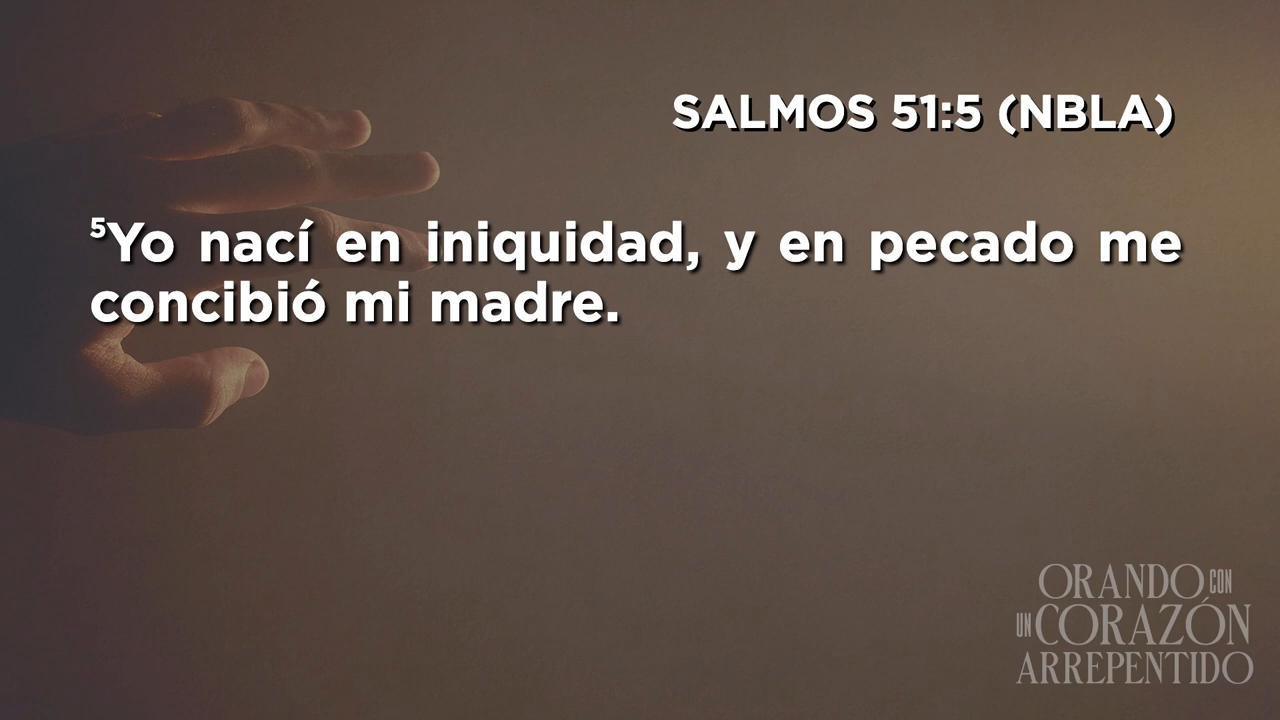 SALMOS 51:5 (NBLA)
⁵Yo nací en iniquidad, y en pecado me
concibió mi madre.
ORANDO CON
UN CORAZÓN
ARREPENTIDO